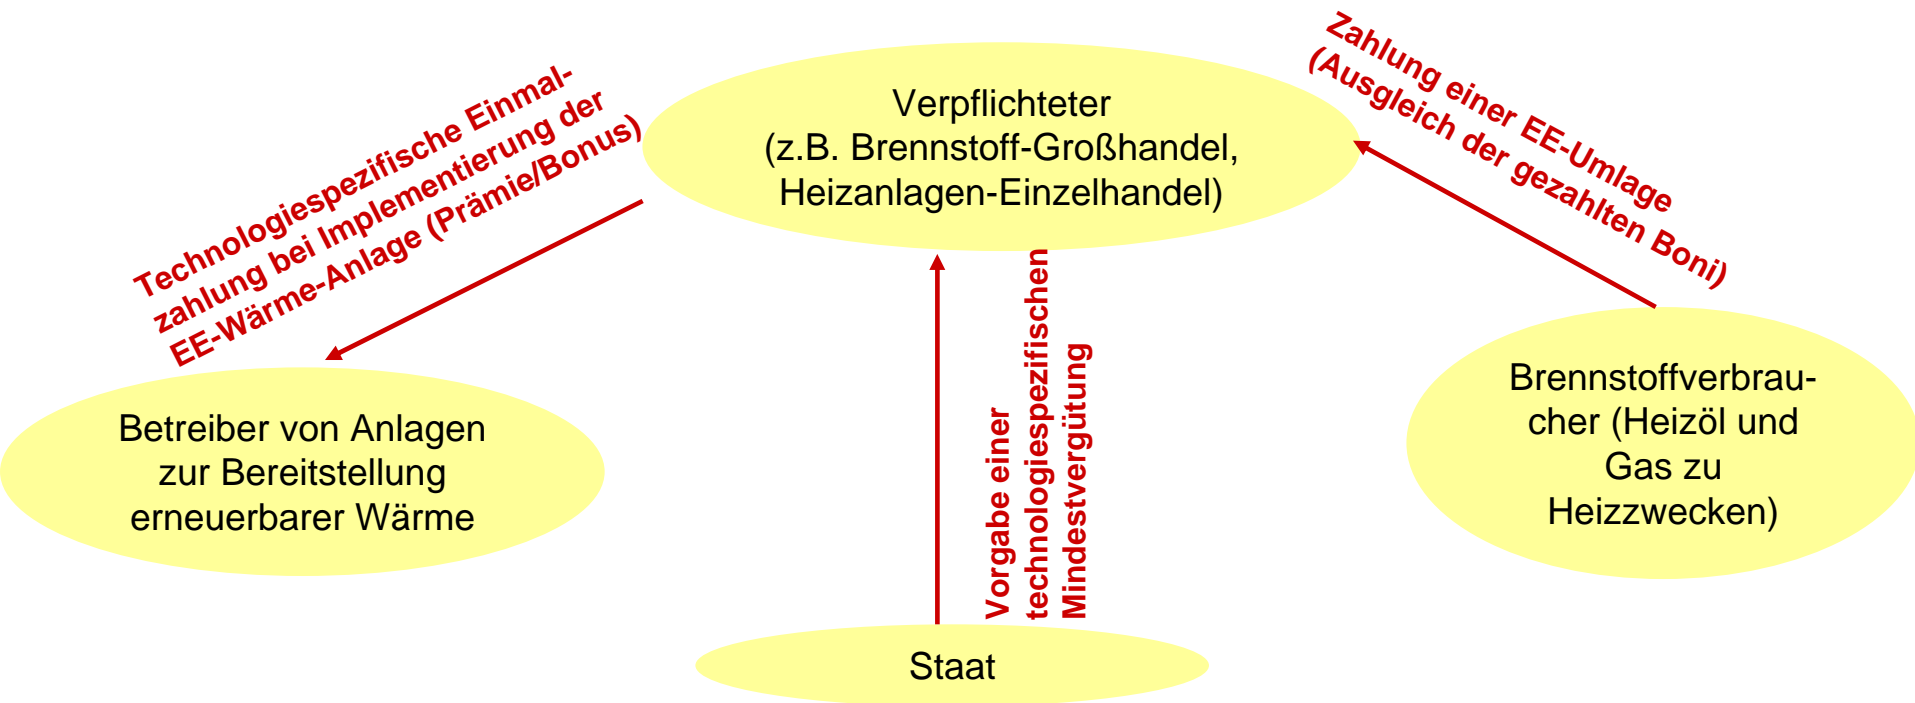 Technologiespezifische Einmal-
zahlung bei Implementierung der
EE-Wärme-Anlage (Prämie/Bonus)
Verpflichteter
(z.B. Brennstoff-Großhandel,
Heizanlagen-Einzelhandel)
Zahlung einer EE-Umlage
(Ausgleich der gezahlten Boni)
Betreiber von Anlagen
zur Bereitstellung
erneuerbarer Wärme
Vorgabe einer
technologiespezifischen
Mindestvergütung
Brennstoffverbrau-
cher (Heizöl und
Gas zu
Heizzwecken)
Staat